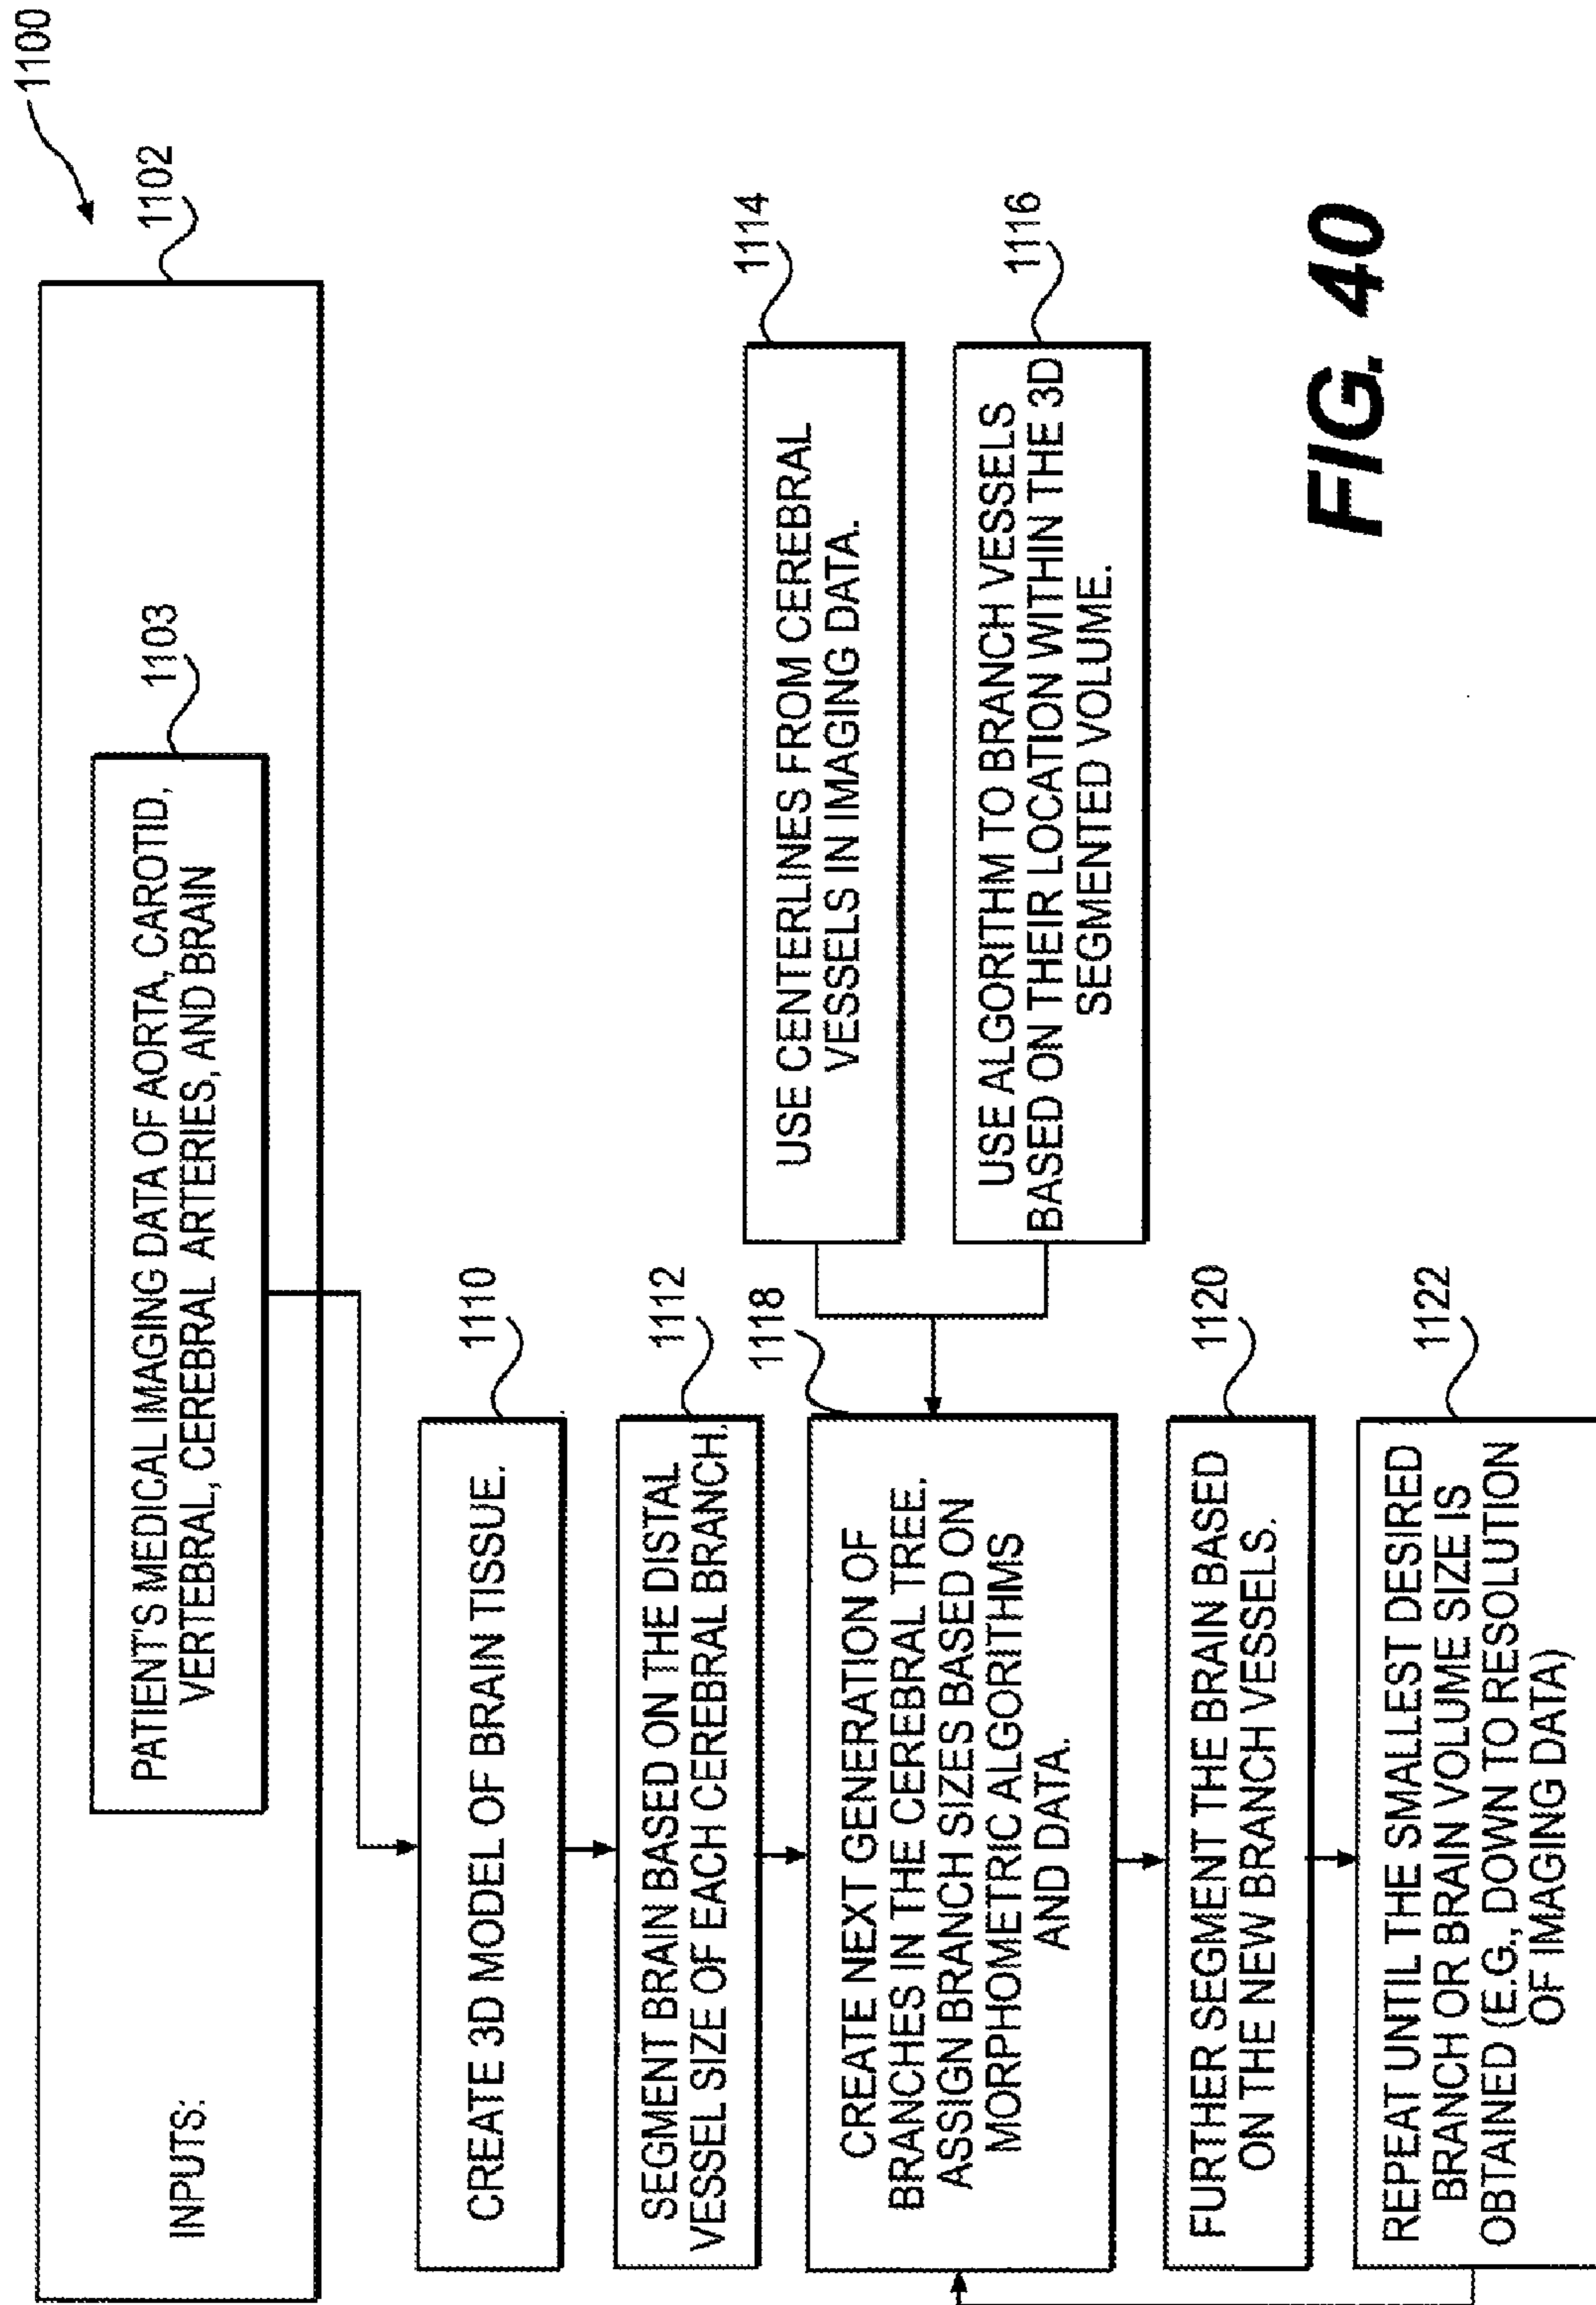 1100
1102
INPUTS:
1103
PATIENT'S MEDICAL IMAGING DATA OF AORTA, CAROTID,
VERTEBRAL, CEREBRAL ARTERIES, AND BRAIN
1110
CREATE 3D MODEL OF BRAIN TISSUE.
1112
SEGMENT BRAIN BASED ON THE DISTAL
VESSEL SIZE OF EACH CEREBRAL BRANCH.
1114
USE CENTERLINES FROM CEREBRAL
VESSELS IN IMAGING DATA.
1116
USE ALGORITHM TO BRANCH VESSELS
BASED ON THEIR LOCATION WITHIN THE 3D
SEGMENTED VOLUME.
1118
CREATE NEXT GENERATION OF
BRANCHES IN THE CEREBRAL TREE,
ASSIGN BRANCH SIZES BASED ON
MORPHOMETRIC ALGORITHMS
AND DATA.
1120
FURTHER SEGMENT THE BRAIN BASED
ON THE NEW BRANCH VESSELS.
1122
REPEAT UNTIL THE SMALLEST DESIRED
BRANCH OR BRAIN VOLUME SIZE IS
OBTAINED (E.G., DOWN TO RESOLUTION
OF IMAGING DATA)
FIG. 40